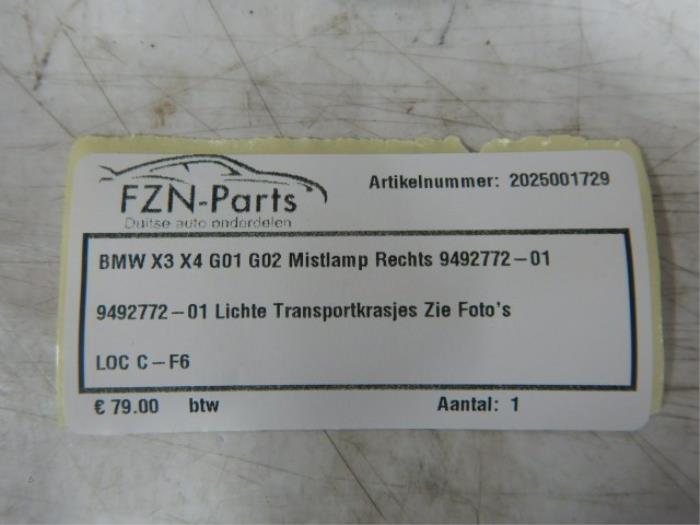 FZN-Parts
Duitse auto onderdelen
Artikelnummer: 2025001729
BMW X3 X4 G01 G02 Mistlamp Rechts 9492772-01
9492772-01 Lichte Transportkrasjes Zie Foto's
LOC C-F6
€ 79.00 btw Aantal: 1